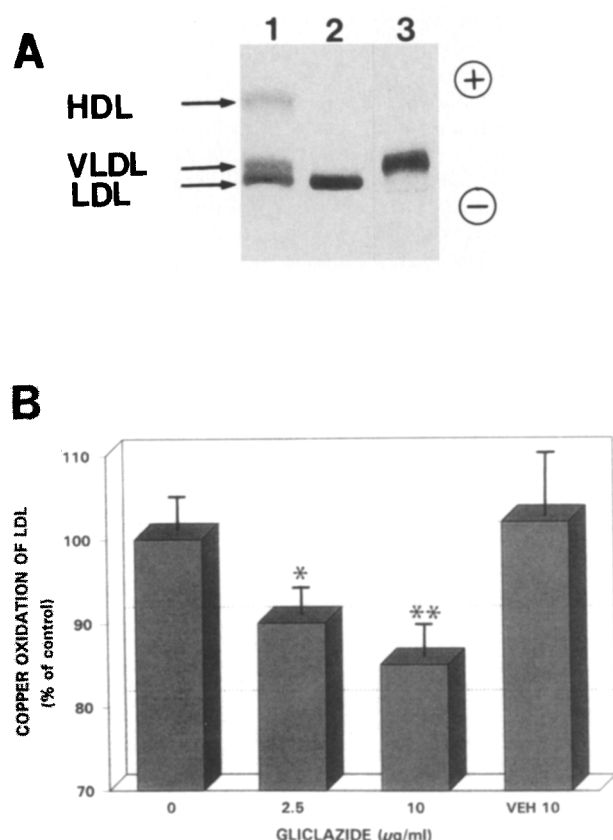 A
1 2 3
HDL
VLDL
LDL
+
−
B
COPPER OXIDATION OF LDL
(% of control)
110
100
90
80
70
*
**
0 2.5 10 VEH 10
GLICLAZIDE (µg/ml)